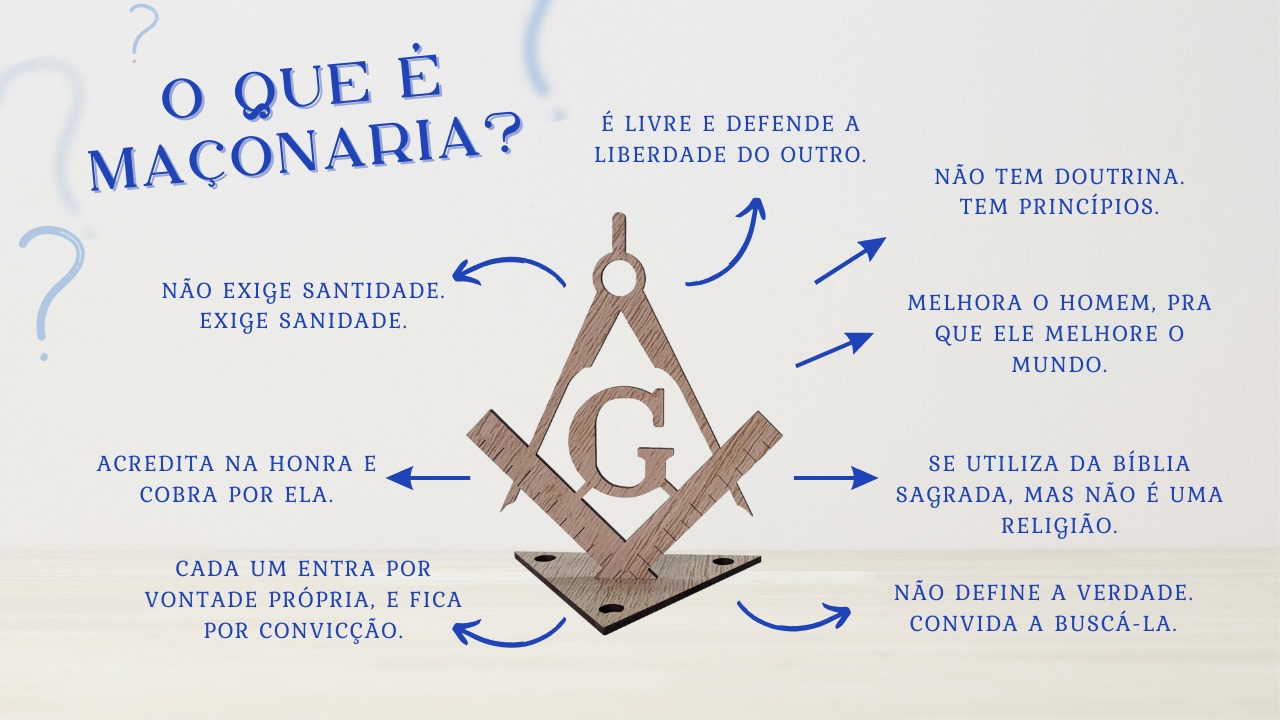 O QUE É
MAÇONARIA?
É LIVRE E DEFENDE A
LIBERDADE DO OUTRO.
NÃO TEM DOUTRINA.
TEM PRINCÍPIOS.
NÃO EXIGE SANTIDADE.
EXIGE SANIDADE.
MELHORA O HOMEM, PRA
QUE ELE MELHORE O
MUNDO.
G
ACREDITA NA HONRA E
COBRA POR ELA.
SE UTILIZA DA BÍBLIA
SAGRADA, MAS NÃO É UMA
RELIGIÃO.
CADA UM ENTRA POR
VONTADE PRÓPRIA, E FICA
POR CONVICÇÃO.
NÃO DEFINE A VERDADE.
CONVIDA A BUSCÁ-LA.